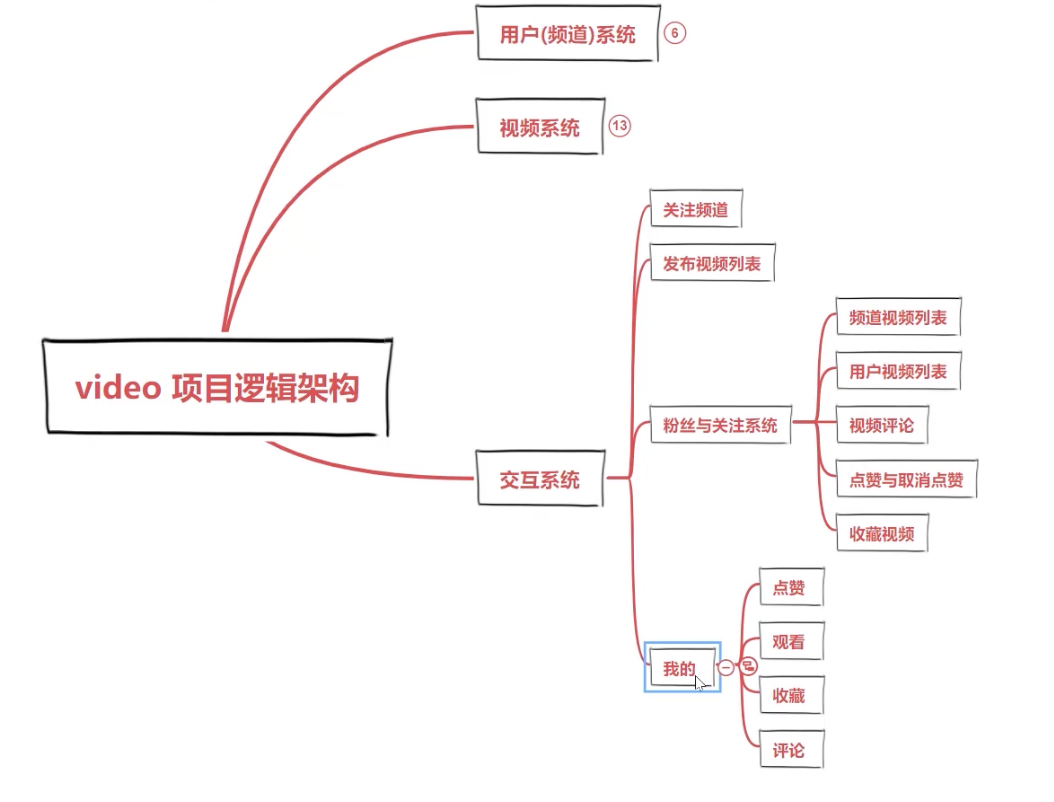 用户(频道)系统
6
视频系统
13
关注频道
发布视频列表
频道视频列表
用户视频列表
video 项目逻辑架构
粉丝与关注系统
视频评论
交互系统
点赞与取消点赞
收藏视频
点赞
观看
我的
收藏
评论